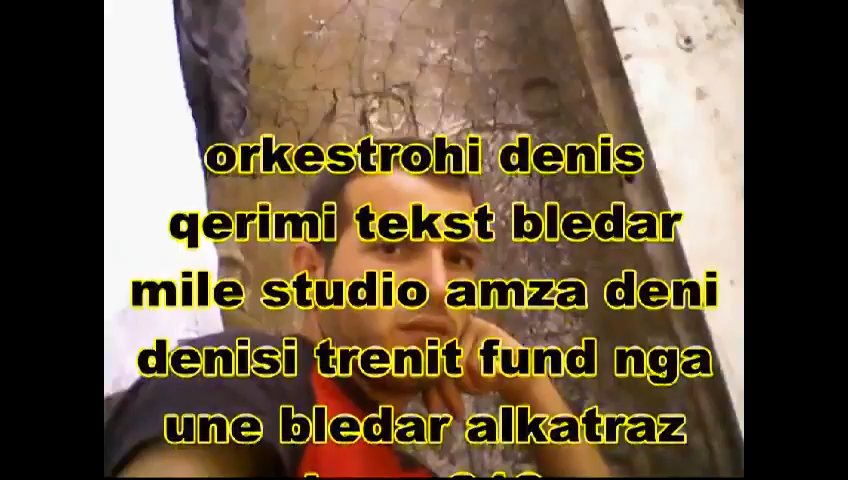 orkestrohi denis
qerimi tekst bledar
mile studio amza deni
denisi trenit fund nga
une bledar alkatraz